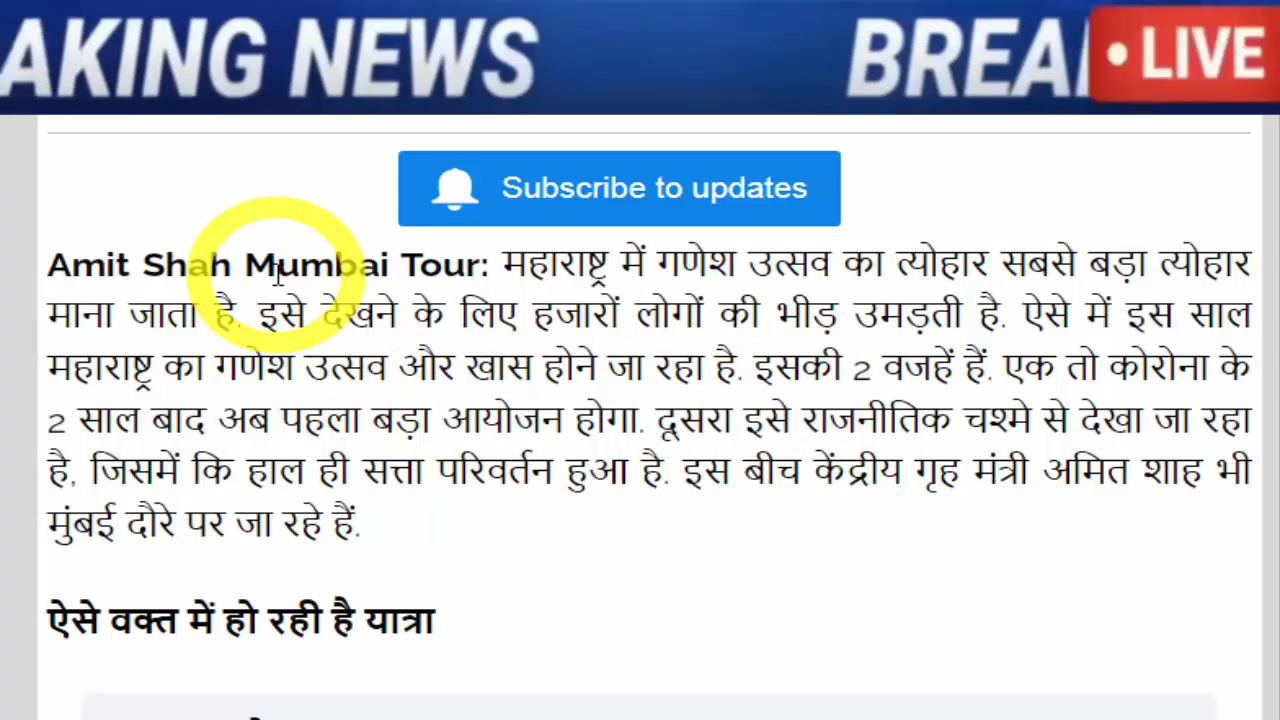 AKING NEWS BREA • LIVE
Subscribe to updates
Amit Shah Mumbai Tour: महाराष्ट्र में गणेश उत्सव का त्योहार सबसे बड़ा त्योहार
माना जाता है. इसे देखने के लिए हजारों लोगों की भीड़ उमड़ती है. ऐसे में इस साल
महाराष्ट्र का गणेश उत्सव और खास होने जा रहा है. इसकी 2 वजहें हैं. एक तो कोरोना के
2 साल बाद अब पहला बड़ा आयोजन होगा. दूसरा इसे राजनीतिक चश्मे से देखा जा रहा
है, जिसमें कि हाल ही सत्ता परिवर्तन हुआ है. इस बीच केंद्रीय गृह मंत्री अमित शाह भी
मुंबई दौरे पर जा रहे हैं.
ऐसे वक्त में हो रही है यात्रा